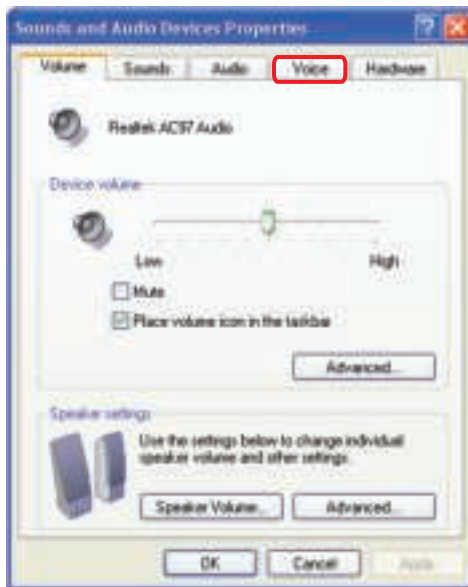 Sounds and Audio Devices Properties
Volume Sounds Audio Voice Hardware
Realtek AC97 Audio
Device volume
Low High
Mute
Place volume icon in the taskbar
Advanced...
Speaker settings
Use the settings below to change individual
speaker volume and other settings.
Speaker Volume... Advanced...
OK Cancel Apply